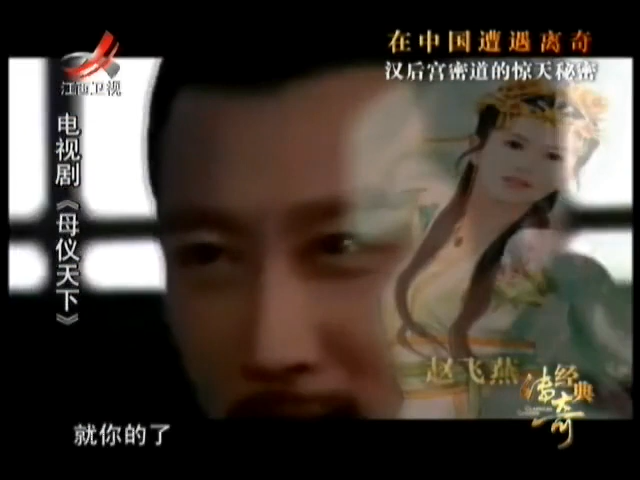 在中国遭遇离奇
汉后宫密道的惊天秘密
江西卫视
电视剧《母仪天下》
赵飞燕
经典
传奇
就你的了